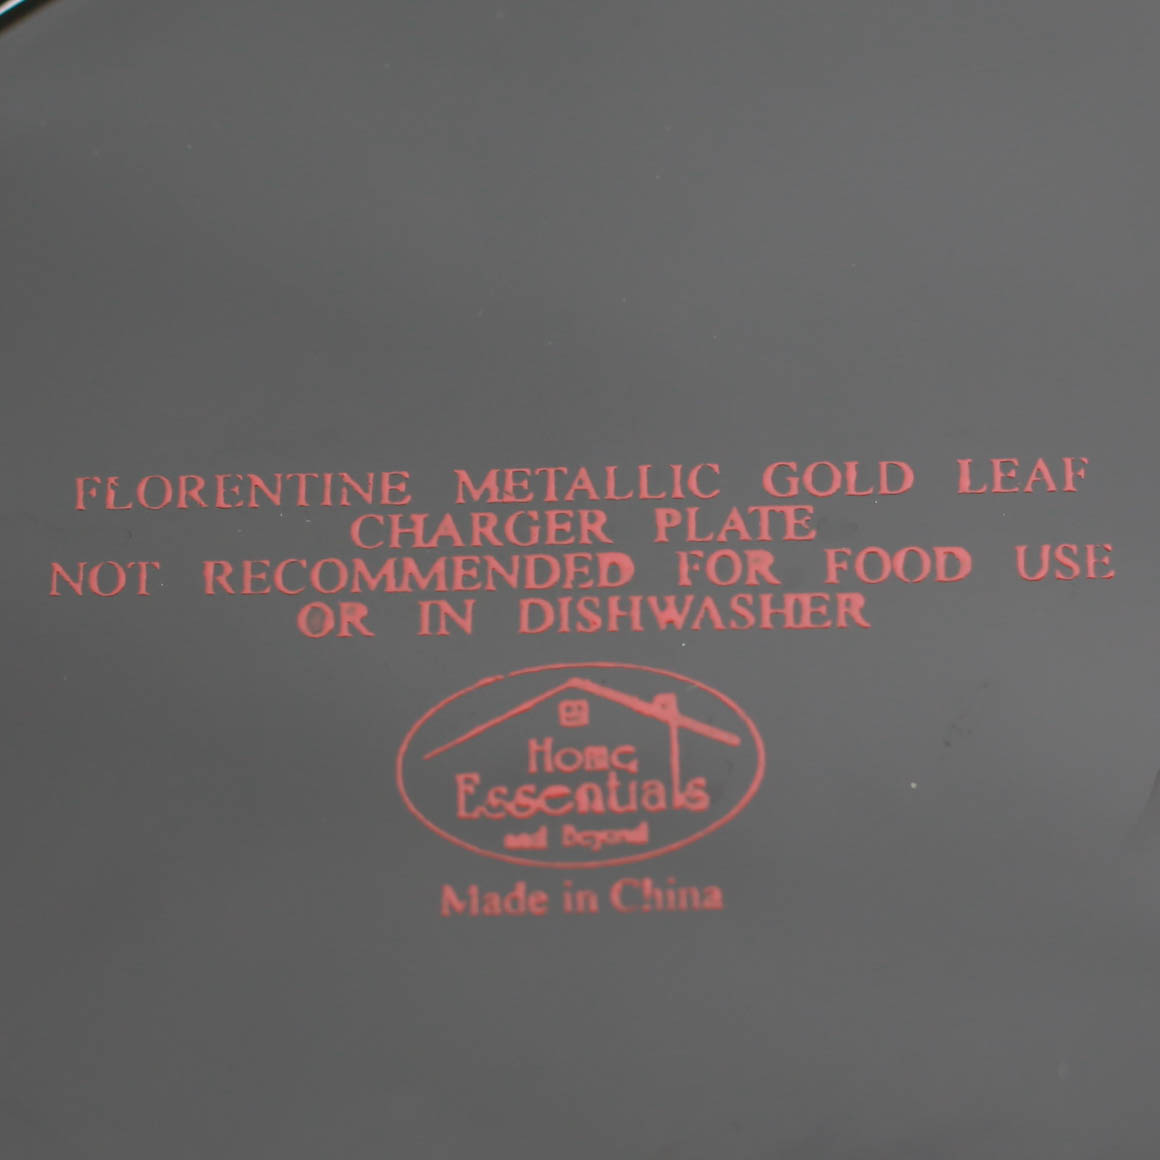 FLORENTINE METALLIC GOLD LEAF
CHARGER PLATE
NOT RECOMMENDED FOR FOOD USE
OR IN DISHWASHER
Home
Essentials
and Beyond
Made in China